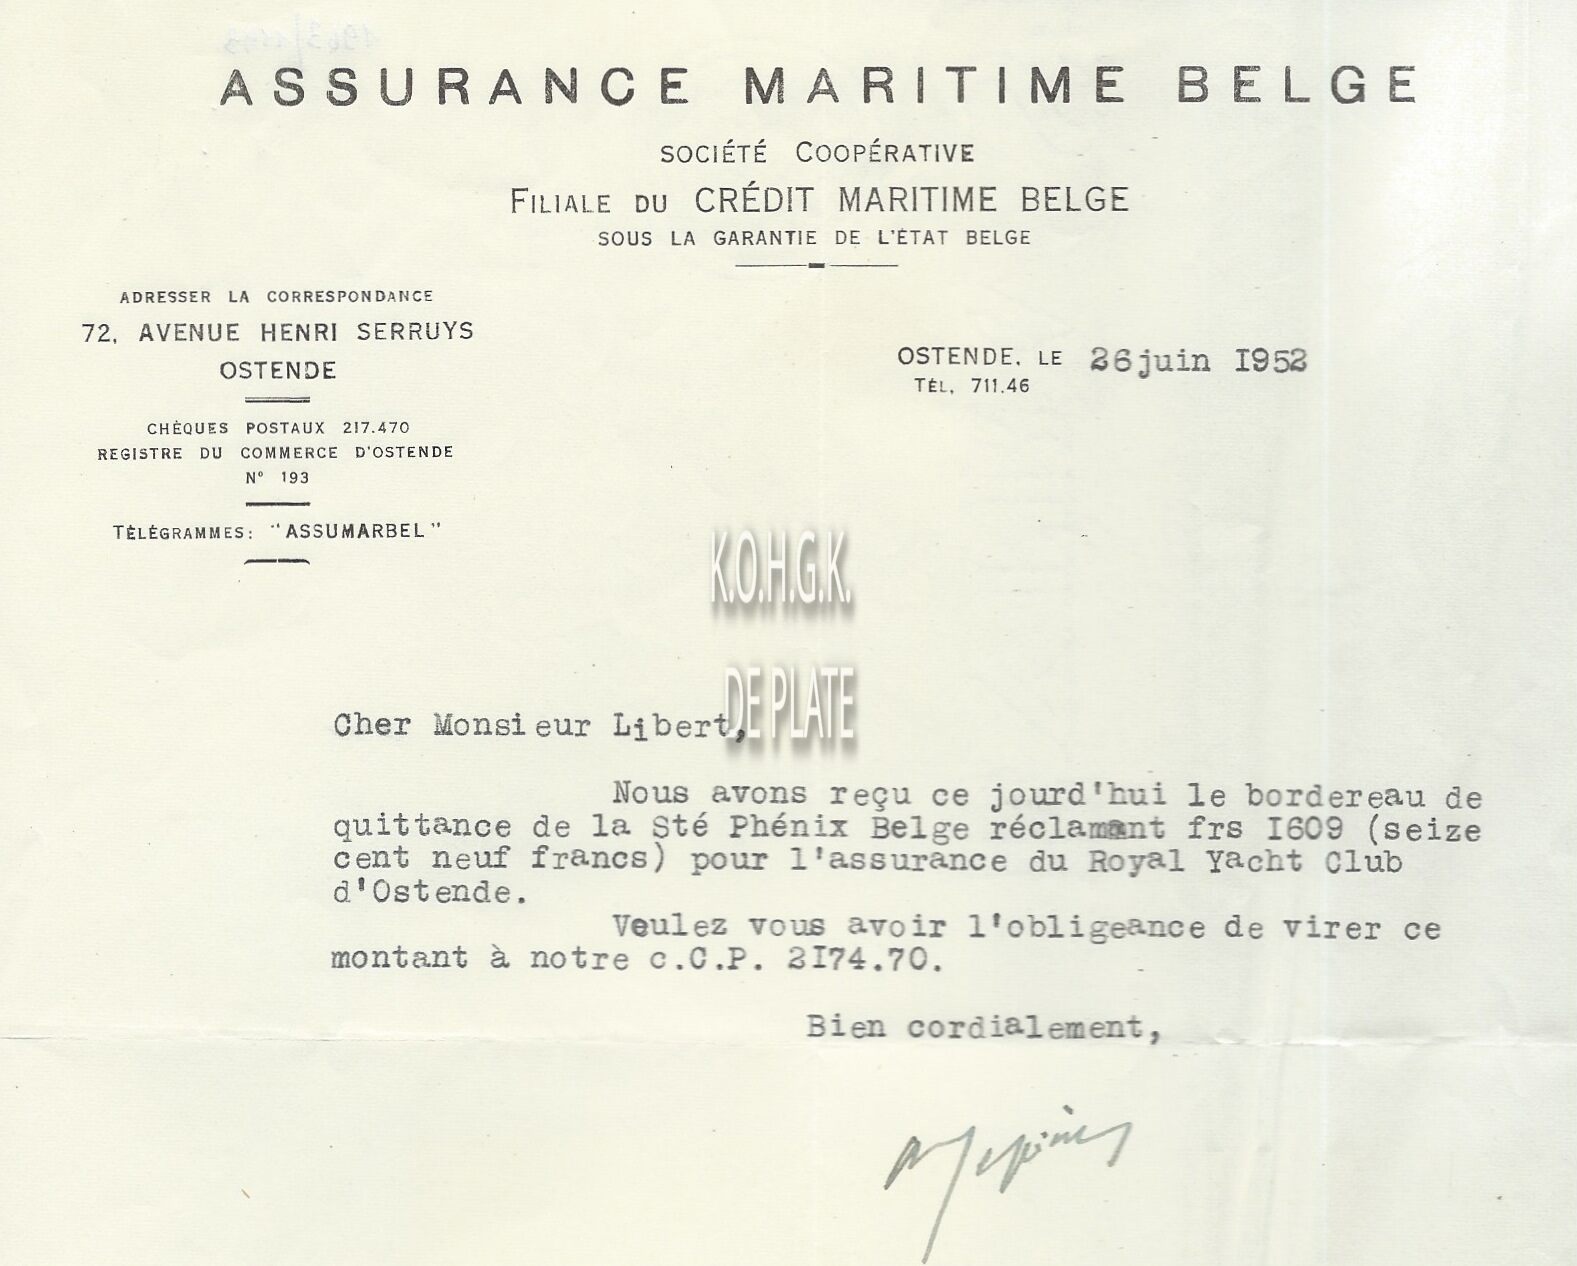 ASSURANCE MARITIME BELGE
SOCIÉTÉ COOPÉRATIVE
FILIALE DU CRÉDIT MARITIME BELGE
SOUS LA GARANTIE DE L'ÉTAT BELGE
ADRESSER LA CORRESPONDANCE
72, AVENUE HENRI SERRUYS
OSTENDE
CHÈQUES POSTAUX 217.470
REGISTRE DU COMMERCE D'OSTENDE
N° 193
TÉLÉGRAMMES: "ASSUMARBEL"
OSTENDE, LE 26 juin I952
TÉL. 711.46
K.O.H.G.K.
DE PLATE
Cher Monsieur Libert,
Nous avons reçu ce jourd'hui le bordereau de
quittance de la Sté Phénix Belge réclamant frs I609 (seize
cent neuf francs) pour l'assurance du Royal Yacht Club
d'Ostende.
Veulez vous avoir l'obligeance de virer ce
montant à notre c.C.P. 2I74.70.
Bien cordialement,